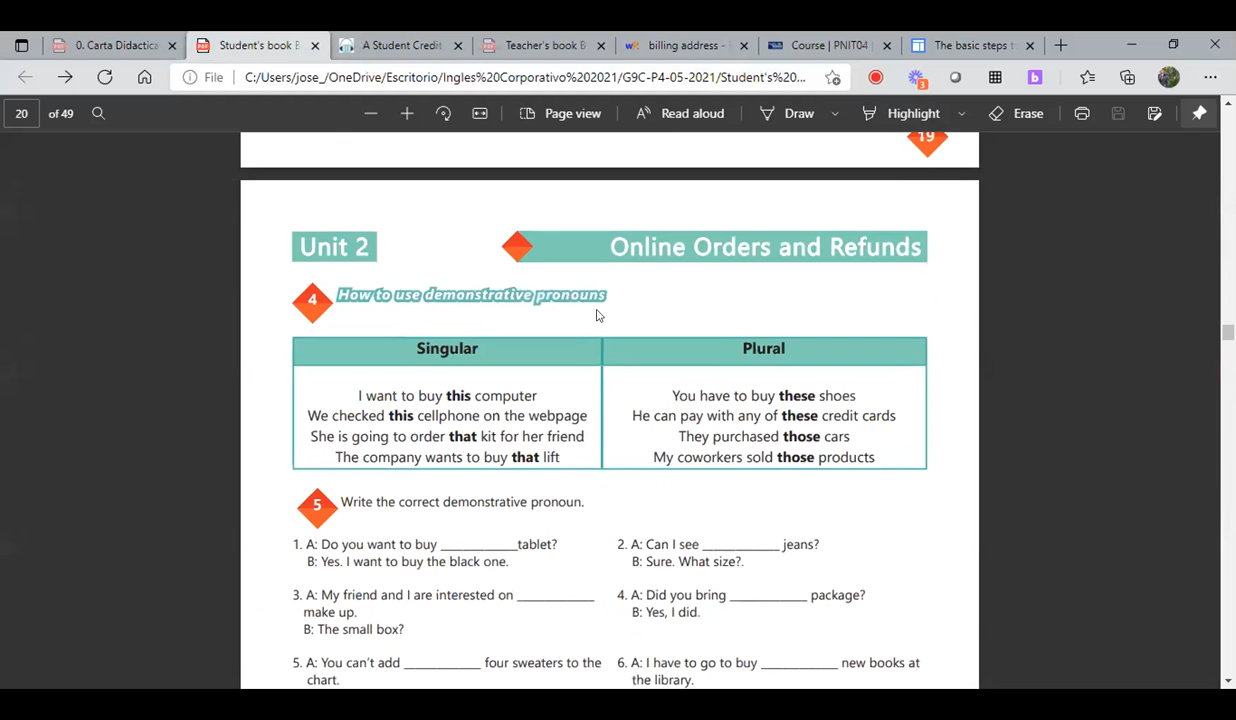 0. Carta Didactica
Student's book B
A Student Credit
Teacher's book B
billing address -
Course | PNIT04
The basic steps t
File
C:/Users/jose_/OneDrive/Escritorio/Ingles%20Corporativo%202021/G9C-P4-05-2021/Student's%20...
3
20 of 49
Page view
Read aloud
Draw
Highlight
Erase
19
Unit 2
Online Orders and Refunds
4 How to use demonstrative pronouns
Singular
Plural
I want to buy this computer
We checked this cellphone on the webpage
She is going to order that kit for her friend
The company wants to buy that lift
You have to buy these shoes
He can pay with any of these credit cards
They purchased those cars
My coworkers sold those products
5 Write the correct demonstrative pronoun.
1. A: Do you want to buy ____________tablet?
B: Yes. I want to buy the black one.
2. A: Can I see ____________ jeans?
B: Sure. What size?.
3. A: My friend and I are interested on ____________
make up.
B: The small box?
4. A: Did you bring ____________ package?
B: Yes, I did.
5. A: You can't add ____________ four sweaters to the
chart.
6. A: I have to go to buy ____________ new books at
the library.